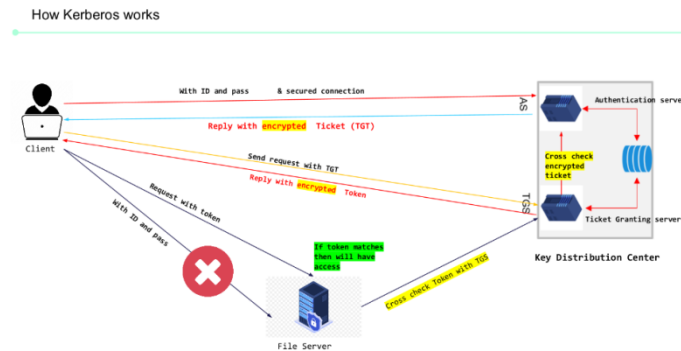 How Kerberos works
With ID and pass & secured connection
AS
Authentication serve
Reply with encrypted Ticket (TGT)
Client
Send request with TGT
Cross check
encrypted
ticket
Reply with encrypted Token
Request with token
TGS
With ID and pass
Ticket Granting server
If token matches
then will have
access
Key Distribution Center
Cross check Token with TGS
File Server